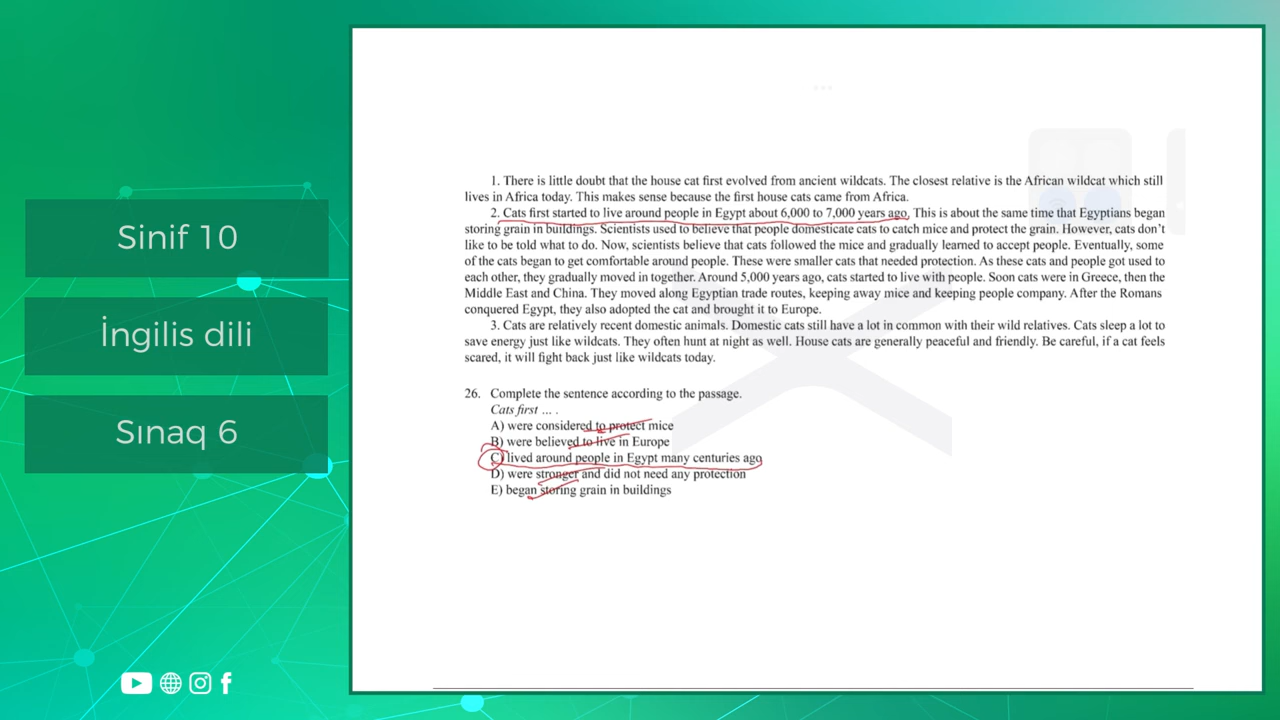 Sinif 10
İngilis dili
Sınaq 6
1. There is little doubt that the house cat first evolved from ancient wildcats. The closest relative is the African wildcat which still
lives in Africa today. This makes sense because the first house cats came from Africa.
2. Cats first started to live around people in Egypt about 6,000 to 7,000 years ago. This is about the same time that Egyptians began
storing grain in buildings. Scientists used to believe that people domesticate cats to catch mice and protect the grain. However, cats don't
like to be told what to do. Now, scientists believe that cats followed the mice and gradually learned to accept people. Eventually, some
of the cats began to get comfortable around people. These were smaller cats that needed protection. As these cats and people got used to
each other, they gradually moved in together. Around 5,000 years ago, cats started to live with people. Soon cats were in Greece, then the
Middle East and China. They moved along Egyptian trade routes, keeping away mice and keeping people company. After the Romans
conquered Egypt, they also adopted the cat and brought it to Europe.
3. Cats are relatively recent domestic animals. Domestic cats still have a lot in common with their wild relatives. Cats sleep a lot to
save energy just like wildcats. They often hunt at night as well. House cats are generally peaceful and friendly. Be careful, if a cat feels
scared, it will fight back just like wildcats today.
26. Complete the sentence according to the passage.
Cats first ... .
A) were considered to protect mice
B) were believed to live in Europe
C) lived around people in Egypt many centuries ago
D) were stronger and did not need any protection
E) began storing grain in buildings